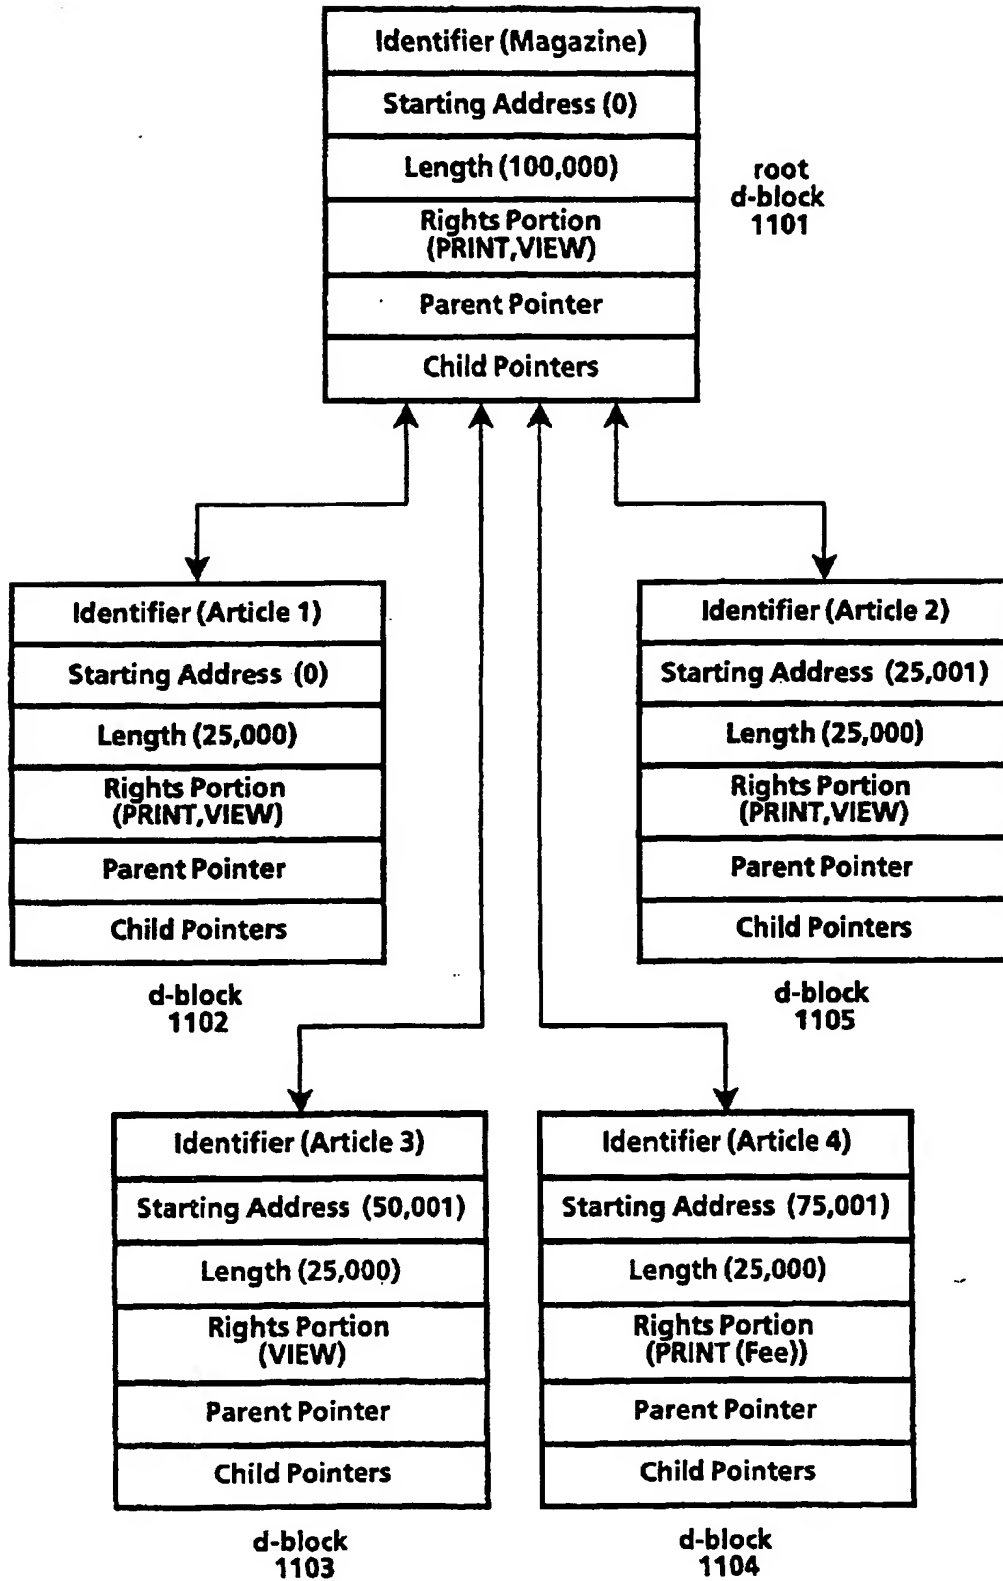 Identifier (Magazine)
Starting Address (0)
Length (100,000)
Rights Portion
(PRINT,VIEW)
Parent Pointer
Child Pointers
root
d-block
1101
Identifier (Article 1)
Starting Address (0)
Length (25,000)
Rights Portion
(PRINT,VIEW)
Parent Pointer
Child Pointers
d-block
1102
Identifier (Article 2)
Starting Address (25,001)
Length (25,000)
Rights Portion
(PRINT,VIEW)
Parent Pointer
Child Pointers
d-block
1105
Identifier (Article 3)
Starting Address (50,001)
Length (25,000)
Rights Portion
(VIEW)
Parent Pointer
Child Pointers
d-block
1103
Identifier (Article 4)
Starting Address (75,001)
Length (25,000)
Rights Portion
(PRINT (Fee))
Parent Pointer
Child Pointers
d-block
1104